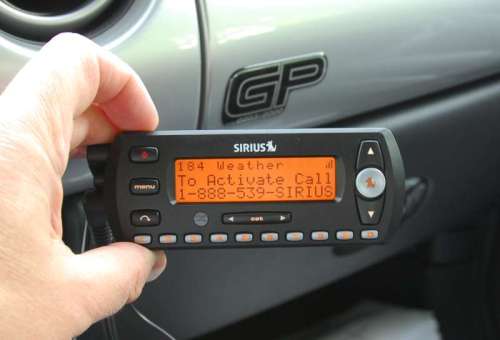 GP
SIRIUS
184 Weather
To Activate Call
1-888-539-SIRIUS
menu